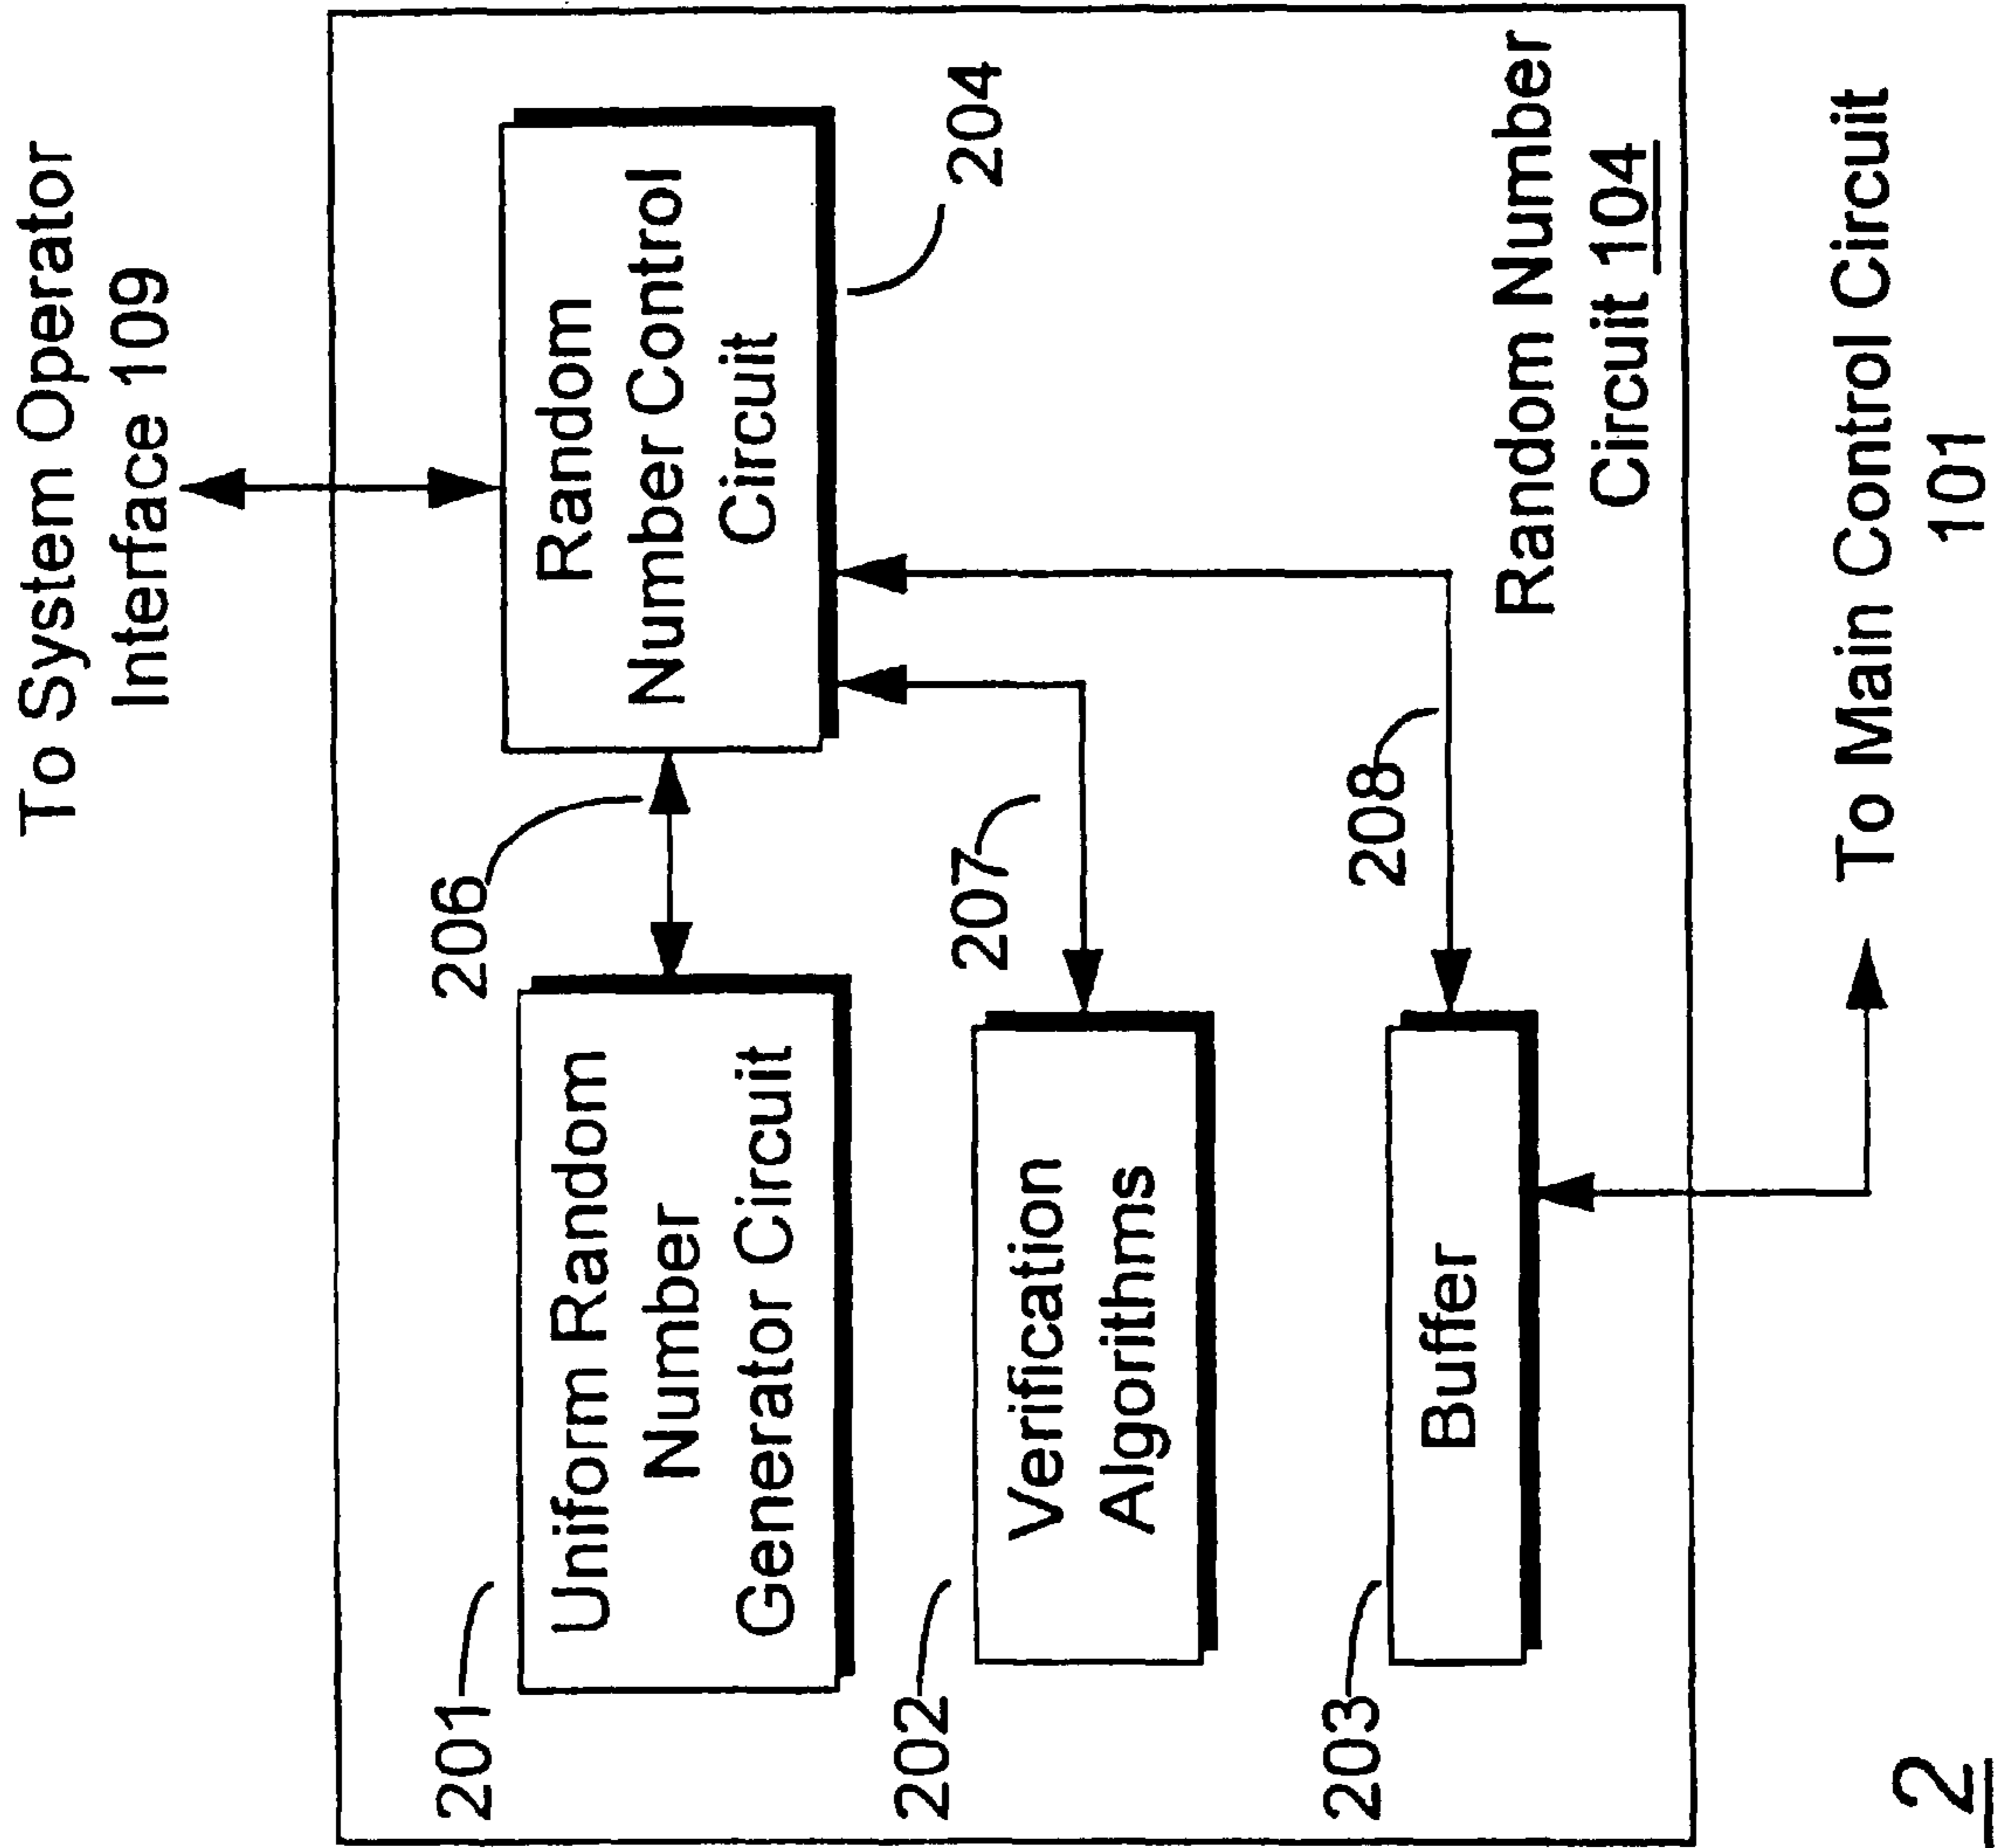 To System Operator
Interface 109
201
Uniform Random
Number
Generator Circuit
206
Random
Number Control
Circuit
204
202
Verification
Algorithms
207
203
Buffer
208
Random Number
Circuit 104
To Main Control Circuit
101
2